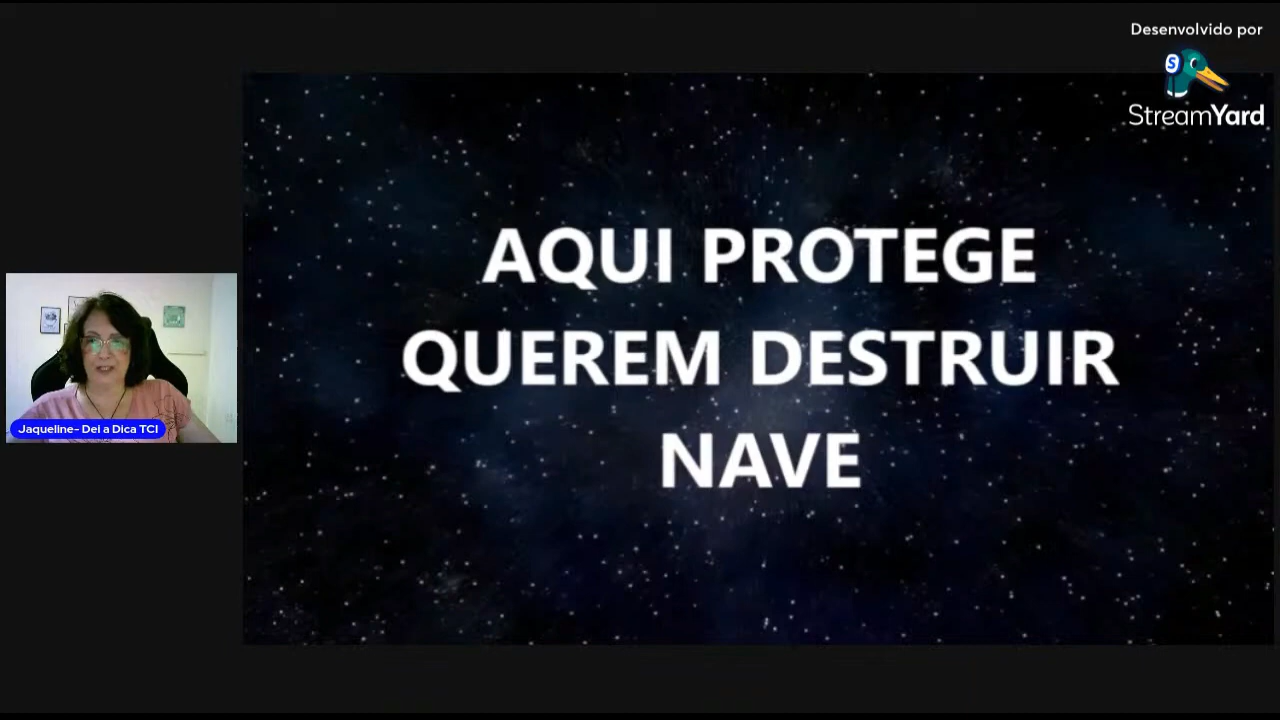 Desenvolvido por
S
StreamYard
AQUI PROTEGE
QUEREM DESTRUIR
NAVE
Jaqueline- Dei a Dica TCI